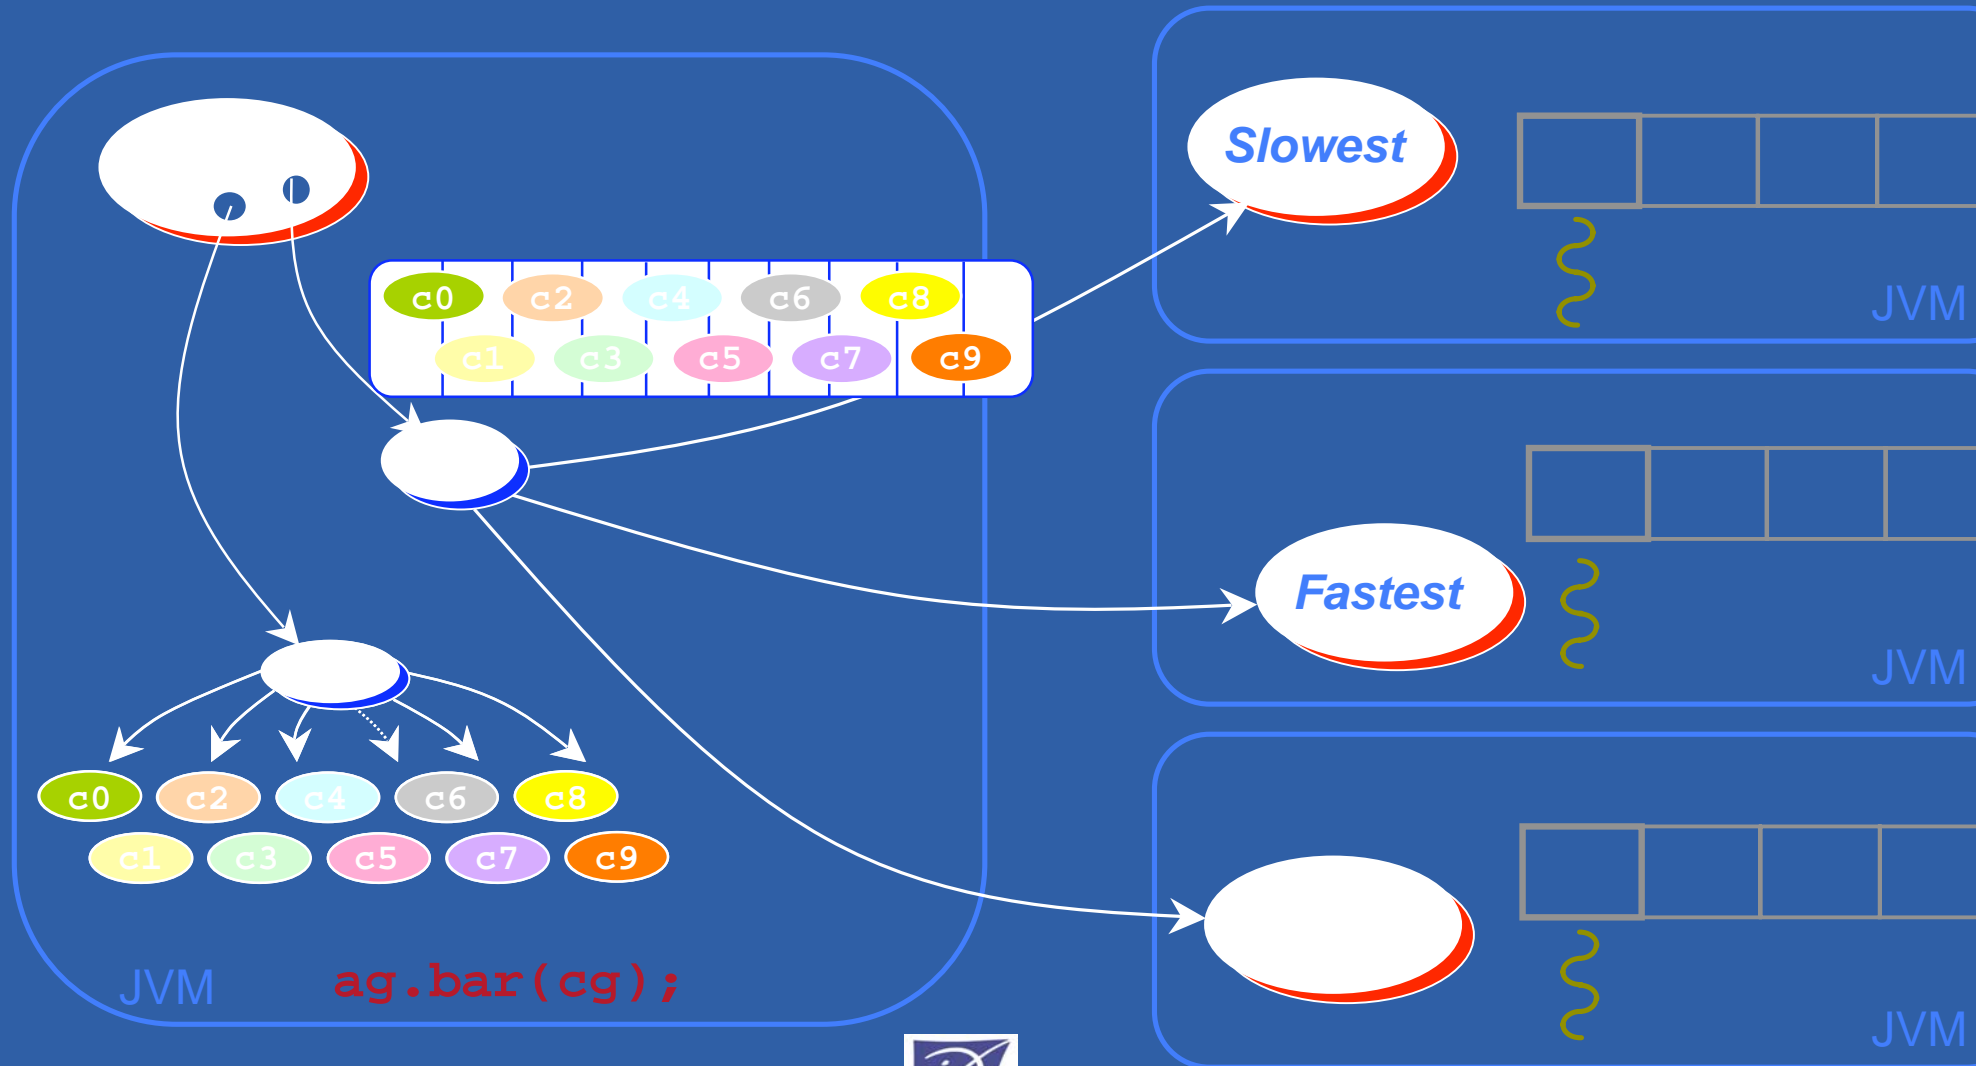 Slowest
JVM
c0 c2 c4 c6 c8
c1 c3 c5 c7 c9
Fastest
JVM
c0 c2 c4 c6 c8
c1 c3 c5 c7 c9
JVM
ag.bar(cg);
JVM